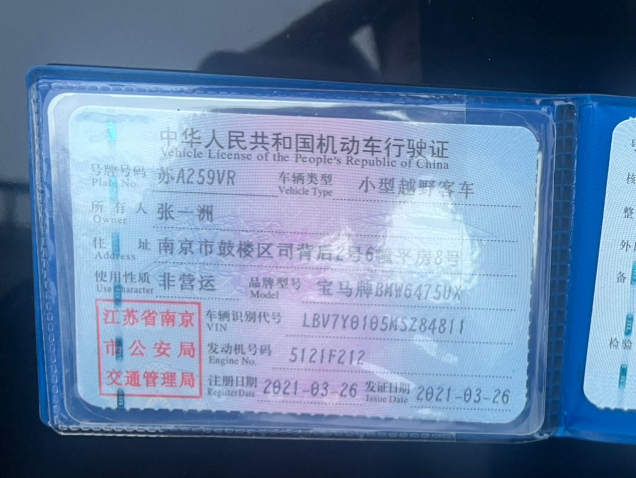 中华人民共和国机动车行驶证
Vehicle License of the People's Republic of China
号牌号码 苏A259VR 车辆类型 小型越野客车
Plate No. Vehicle Type
所有人 张一洲
Owner
住址 南京市鼓楼区司背后2号6幢平房8号
Address
使用性质 非营运 品牌型号 宝马牌BMW6475UX
Use Character Model
江苏省南京
市公安局
交通管理局
车辆识别代号 LBV7Y0105MSZ84811
VIN
发动机号码 5121F212
Engine No.
注册日期 2021-03-26 发证日期 2021-03-26
Register Date Issue Date
号
核
整
外
备
检验